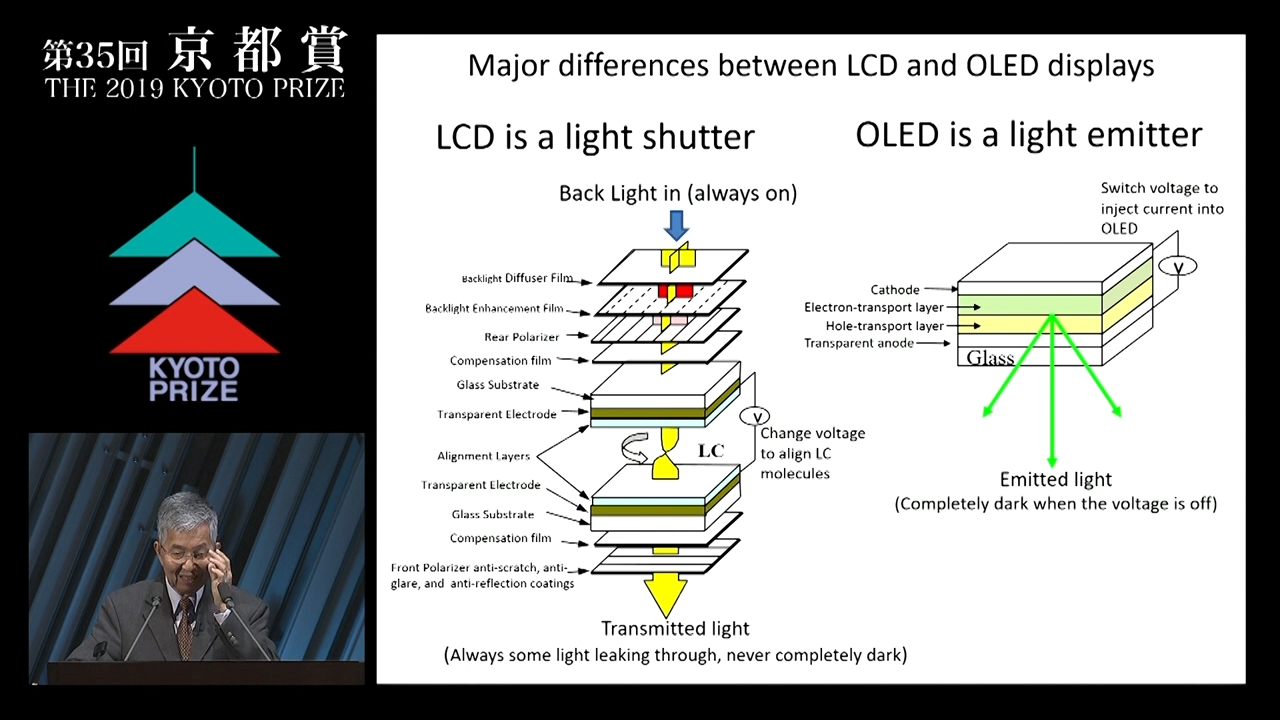 第35回 京都賞
THE 2019 KYOTO PRIZE
KYOTO
PRIZE
Major differences between LCD and OLED displays
LCD is a light shutter
Back Light in (always on)
Backlight Diffuser Film
Backlight Enhancement Film
Rear Polarizer
Compensation film
Glass Substrate
Transparent Electrode
Alignment Layers
Transparent Electrode
Glass Substrate
Compensation film
Front Polarizer anti-scratch, anti-
glare, and anti-reflection coatings
V
LC
Change voltage
to align LC
molecules
Transmitted light
(Always some light leaking through, never completely dark)
OLED is a light emitter
Switch voltage to
inject current into
OLED
V
Cathode
Electron-transport layer
Hole-transport layer
Transparent anode
Glass
Emitted light
(Completely dark when the voltage is off)